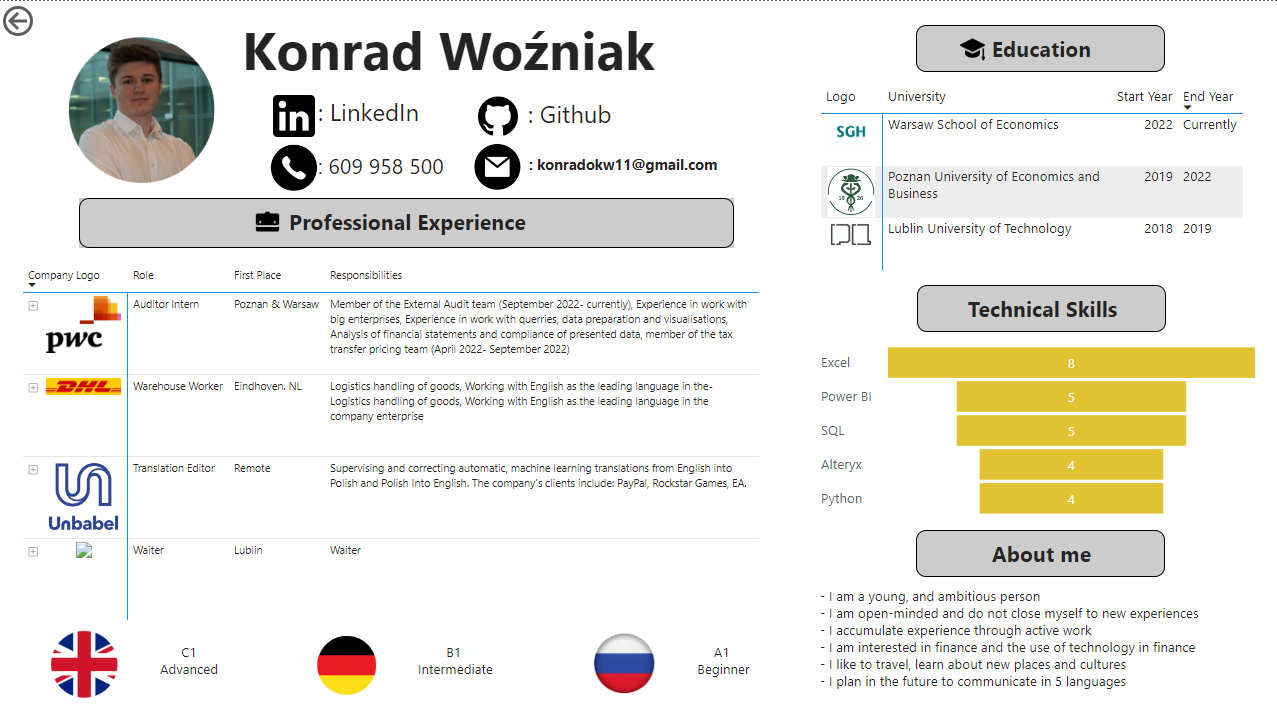 Konrad Woźniak
in : LinkedIn
: Github
: 609 958 500
: konradokw11@gmail.com
Professional Experience
Company Logo Role First Place Responsibilities
pwc
Auditor Intern Poznan & Warsaw Member of the External Audit team (September 2022- currently), Experience in work with
big enterprises, Experience in work with querries, data preparation and visualisations,
Analysis of financial statements and compliance of presented data, member of the tax
transfer pricing team (April 2022- September 2022)
DHL Warehouse Worker Eindhoven. NL Logistics handling of goods, Working with English as the leading language in the-
Logistics handling of goods, Working with English as the leading language in the
company enterprise
Translation Editor Remote Supervising and correcting automatic, machine learning translations from English into
Polish and Polish Into English. The company's clients include: PayPal, Rockstar Games, EA.
Unbabel
Waiter Lublin Waiter
C1
Advanced
B1
Intermediate
A1
Beginner
Education
Logo University Start Year End Year
SGH Warsaw School of Economics 2022 Currently
Poznan University of Economics and 2019 2022
Business
19 26
Lublin University of Technology 2018 2019
Technical Skills
Excel 8
Power BI 5
SQL 5
Alteryx 4
Python 4
About me
- I am a young, and ambitious person
- I am open-minded and do not close myself to new experiences
- I accumulate experience through active work
- I am interested in finance and the use of technology in finance
- I like to travel, learn about new places and cultures
- I plan in the future to communicate in 5 languages